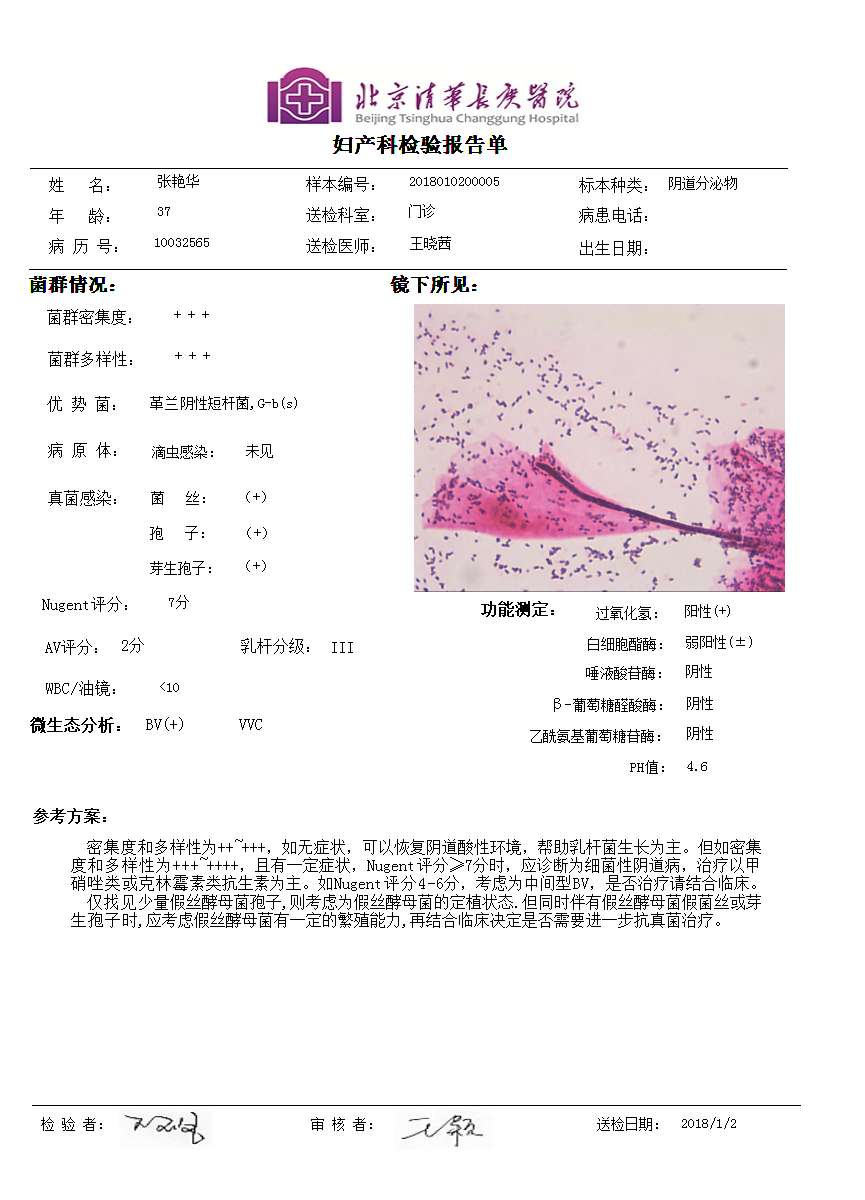 北京清華長庚醫院
Beijing Tsinghua Changgung Hospital
妇产科检验报告单
姓 名： 张艳华 样本编号： 2018010200005 标本种类： 阴道分泌物
年 龄： 37 送检科室： 门诊 病患电话：
病 历 号： 10032565 送检医师： 王晓茜 出生日期：
菌群情况： 镜下所见：
菌群密集度： +++
菌群多样性： +++
优 势 菌： 革兰阴性短杆菌,G-b(s)
病 原 体： 滴虫感染： 未见
真菌感染： 菌 丝： (+)
孢 子： (+)
芽生孢子： (+)
Nugent评分： 7分
AV评分： 2分 乳杆分级： III
WBC/油镜： <10
微生态分析： BV(+) VVC
功能测定： 过氧化氢： 阳性(+)
白细胞酯酶： 弱阳性(±)
唾液酸苷酶： 阴性
β-葡萄糖醛酸酶： 阴性
乙酰氨基葡萄糖苷酶： 阴性
PH值： 4.6
参考方案：
密集度和多样性为++~+++，如无症状，可以恢复阴道酸性环境，帮助乳杆菌生长为主。但如密集
度和多样性为+++~++++，且有一定症状，Nugent评分≥7分时，应诊断为细菌性阴道病，治疗以甲
硝唑类或克林霉素类抗生素为主。如Nugent评分4-6分，考虑为中间型BV，是否治疗请结合临床。
仅找见少量假丝酵母菌孢子,则考虑为假丝酵母菌的定植状态.但同时伴有假丝酵母菌假菌丝或芽
生孢子时,应考虑假丝酵母菌有一定的繁殖能力,再结合临床决定是否需要进一步抗真菌治疗。
检 验 者： 审 核 者： 送检日期： 2018/1/2